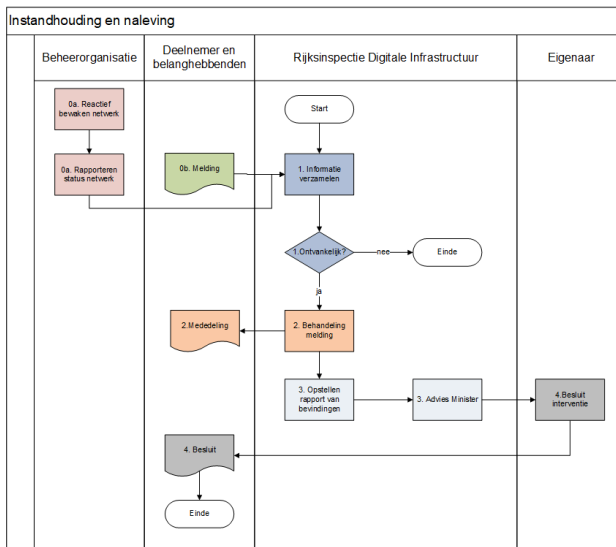 Instandhouding en naleving
Beheerorganisatie
Deelnemer en
belanghebbenden
Rijksinspectie Digitale Infrastructuur
Eigenaar
0a. Reactief
bewaken netwerk
Start
0a. Rapporteren
status netwerk
0b. Melding
1. Informatie
verzamelen
1.Ontvankelijk?
nee
Einde
ja
2.Mededeling
2. Behandeling
melding
3. Opstellen
rapport van
bevindingen
3. Advies Minister
4.Besluit
interventie
4. Besluit
Einde